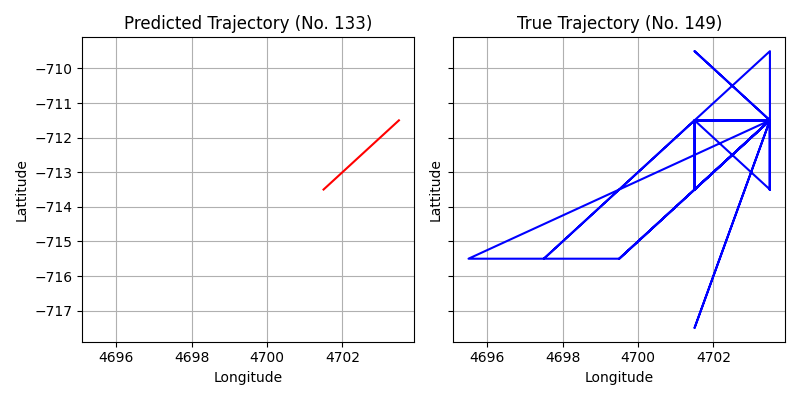 Predicted Trajectory (No. 133)
True Trajectory (No. 149)
Lattitude
−710
−711
−712
−713
−714
−715
−716
−717
4696
4698
4700
4702
Longitude
Lattitude
4696
4698
4700
4702
Longitude